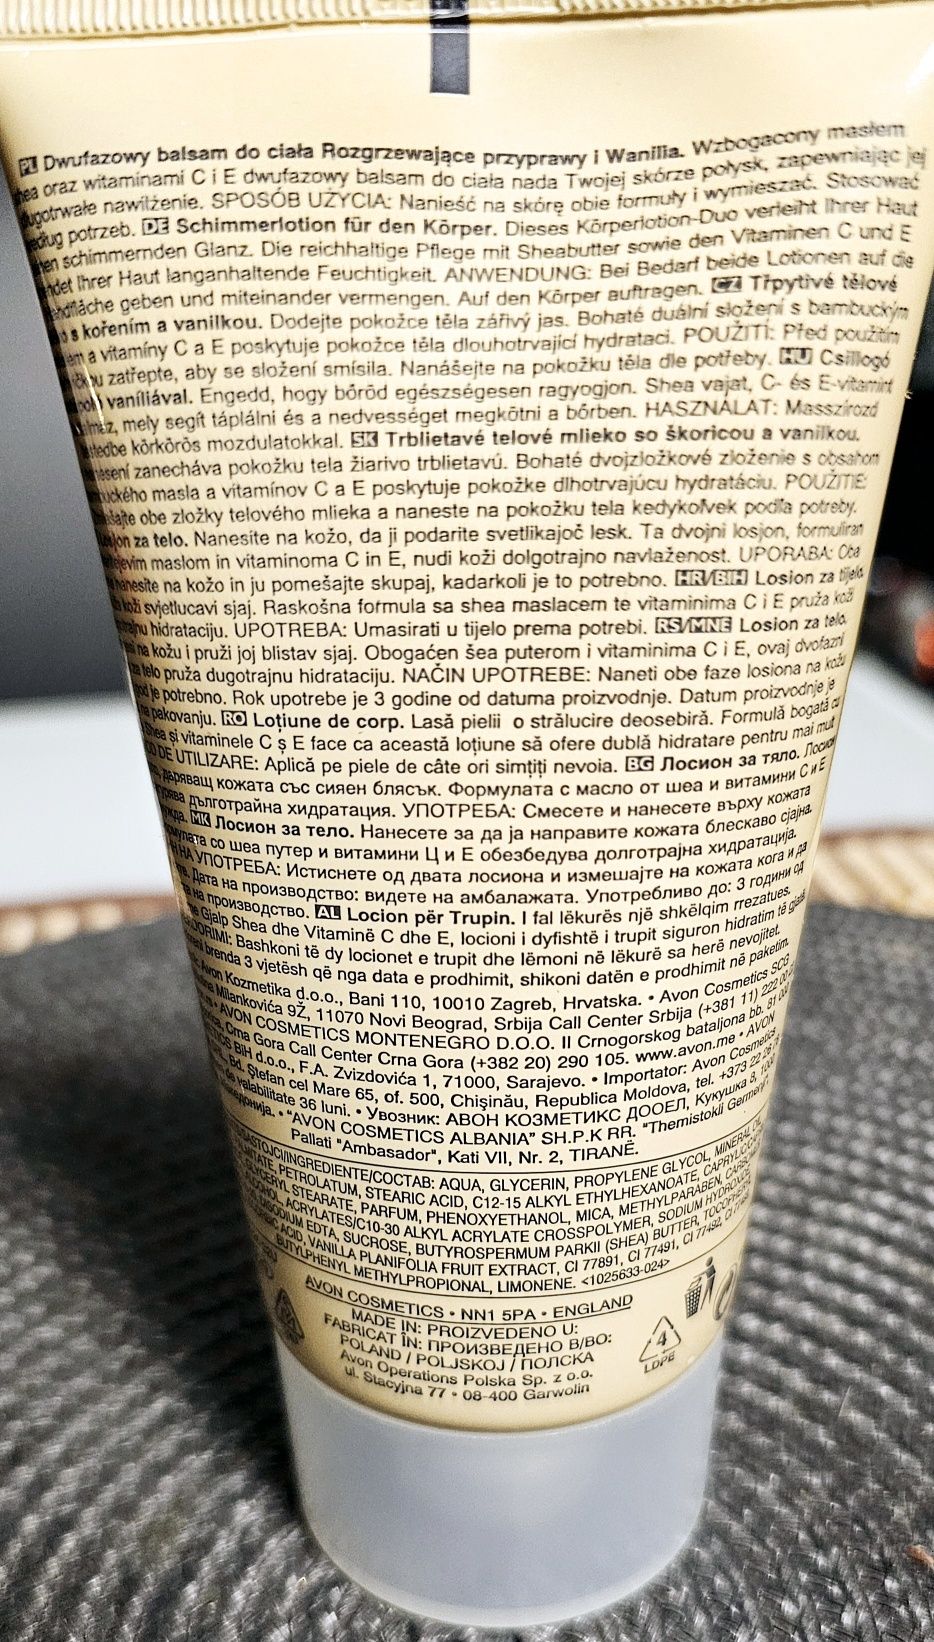 PL Dwufazowy balsam do ciała Rozgrzewające przyprawy i Wanilia. Wzbogacony masłem
oraz witaminami C i E dwufazowy balsam do ciała nada Twojej skórze połysk, zapewniając jej
długotrwałe nawilżenie. SPOSÓB UŻYCIA: Nanieść na skórę obie formuły i wymieszać. Stosować
według potrzeb. DE Schimmerlotion für den Körper. Dieses Körperlotion-Duo verleiht Ihrer Haut
schimmernden Glanz. Die reichhaltige Pflege mit Sheabutter sowie den Vitaminen C und E
Ihrer Haut langanhaltende Feuchtigkeit. ANWENDUNG: Bei Bedarf beide Lotionen auf die
geben und miteinander vermengen. Auf den Körper auftragen. CZ Třpytivé tělové
s kořením a vanilkou. Dodejte pokožce těla zářivý jas. Bohaté duální složení s bambuckým
a vitamíny C a E poskytuje pokožce těla dlouhotrvající hydrataci. POUŽITÍ: Před použitím
zatřepte, aby se složení smísila. Nanášejte na pokožku těla dle potřeby. HU Csillogó
vaníliával. Engedd, hogy bőröd egészségesen ragyogjon. Shea vajat, C- és E-vitamint
mely segít táplálni és a nedvességet megkötni a bőrben. HASZNÁLAT: Masszírozd
körkörös mozdulatokkal. SK Trblietavé telové mlieko so škoricou a vanilkou.
zanecháva pokožku tela žiarivo trblietavú. Bohaté dvojzložkové zloženie s obsahom
masla a vitamínov C a E poskytuje pokožke dlhotrvajúcu hydratáciu. POUŽITIE:
obe zložky telového mlieka a naneste na pokožku tela kedykoľvek podľa potreby.
za telo. Nanesite na kožo, da ji podarite svetlikajoč lesk. Ta dvojni losjon, formuliran
maslom in vitaminoma C in E, nudi koži dolgotrajno navlaženost. UPORABA: Oba
nanesite na kožo in ju pomešajte skupaj, kadarkoli je to potrebno. HR/BIH Losion za tijelo.
koži svjetlucavi sjaj. Raskošna formula sa shea maslacem te vitaminima C i E pruža koži
hidrataciju. UPOTREBA: Umasirati u tijelo prema potrebi. RS/MNE Losion za telo.
na kožu i pruži joj blistav sjaj. Obogaćen šea puterom i vitaminima C i E, ovaj dvofazni
za telo pruža dugotrajnu hidrataciju. NAČIN UPOTREBE: Naneti obe faze losiona na kožu
je potrebno. Rok upotrebe je 3 godine od datuma proizvodnje. Datum proizvodnje je
na pakovanju. RO Loțiune de corp. Lasă pielii o strălucire deosebiră. Formulă bogată cu
Shea și vitaminele C ș E face ca această loțiune să ofere dublă hidratare pentru mai mult
DE UTILIZARE: Aplică pe piele de câte ori simțiți nevoia. BG Лосион за тяло. Лосион
даряващ кожата със сияен блясък. Формулата с масло от шеа и витамини С и Е
дълготрайна хидратация. УПОТРЕБА: Смесете и нанесете върху кожата
MK Лосион за тело. Нанесете за да ја направите кожата блескаво сјајна.
со шеа путер и витамини Ц и Е обезбедува долготрајна хидратација.
НА УПОТРЕБА: Истиснете од двата лосиона и измешајте на кожата кога и да
Дата на производство: видете на амбалажата. Употребливо до: 3 години од
на производство. AL Locion për Trupin. I fal lëkurës një shkëlqim rrezatues.
Gjalp Shea dhe Vitaminë C dhe E, locioni i dyfishtë i trupit siguron hidratim të gjatë
Bashkoni të dy locionet e trupit dhe lëmoni në lëkurë sa herë nevojitet.
brenda 3 vjetësh që nga data e prodhimit, shikoni datën e prodhimit në paketim.
Avon Kozmetika d.o.o., Bani 110, 10010 Zagreb, Hrvatska. • Avon Cosmetics SCG
Milankovića 9Ž, 11070 Novi Beograd, Srbija Call Center Srbija (+381 11) 222
• AVON COSMETICS MONTENEGRO D.O.O. II Crnogorskog bataljona bb. 81 000
Crna Gora Call Center Crna Gora (+382 20) 290 105. www.avon.me • AVON
BiH d.o.o., F.A. Zvizdovića 1, 71000, Sarajevo. • Importator: Avon Cosmetics
Bd. Ștefan cel Mare 65, of. 500, Chișinău, Republica Moldova, tel. +373 22
de valabilitate 36 luni. • Увозник: АВОН КОЗМЕТИКС ДООЕЛ, Кукушка 8, 1000
• "AVON COSMETICS ALBANIA" SH.P.K RR. "Themistokli Germenji".
Pallati "Ambasador", Kati VII, Nr. 2, TIRANË.
SASTOJCI/INGREDIENTE/СОСТАВ: AQUA, GLYCERIN, PROPYLENE GLYCOL, MINERAL OIL,
PETROLATUM, STEARIC ACID, C12-15 ALKYL ETHYLHEXANOATE,
GLYCERYL STEARATE, PARFUM, PHENOXYETHANOL, MICA, METHYLPARABEN,
ACRYLATES/C10-30 ALKYL ACRYLATE CROSSPOLYMER, SODIUM HYDROXIDE,
DISODIUM EDTA, SUCROSE, BUTYROSPERMUM PARKII (SHEA) BUTTER,
ACID, VANILLA PLANIFOLIA FRUIT EXTRACT, CI 77891, CI 77491, CI 77492,
BUTYLPHENYL METHYLPROPIONAL, LIMONENE. <1025633-024>
AVON COSMETICS • NN1 5PA • ENGLAND
MADE IN: PROIZVEDENO U:
FABRICAT ÎN: ПРОИЗВЕДЕНО В/ВО:
POLAND / POLJSKOJ / ПОЛСКА
Avon Operations Polska Sp. z o.o.
ul. Stacyjna 77 • 08-400 Garwolin
4
LDPE